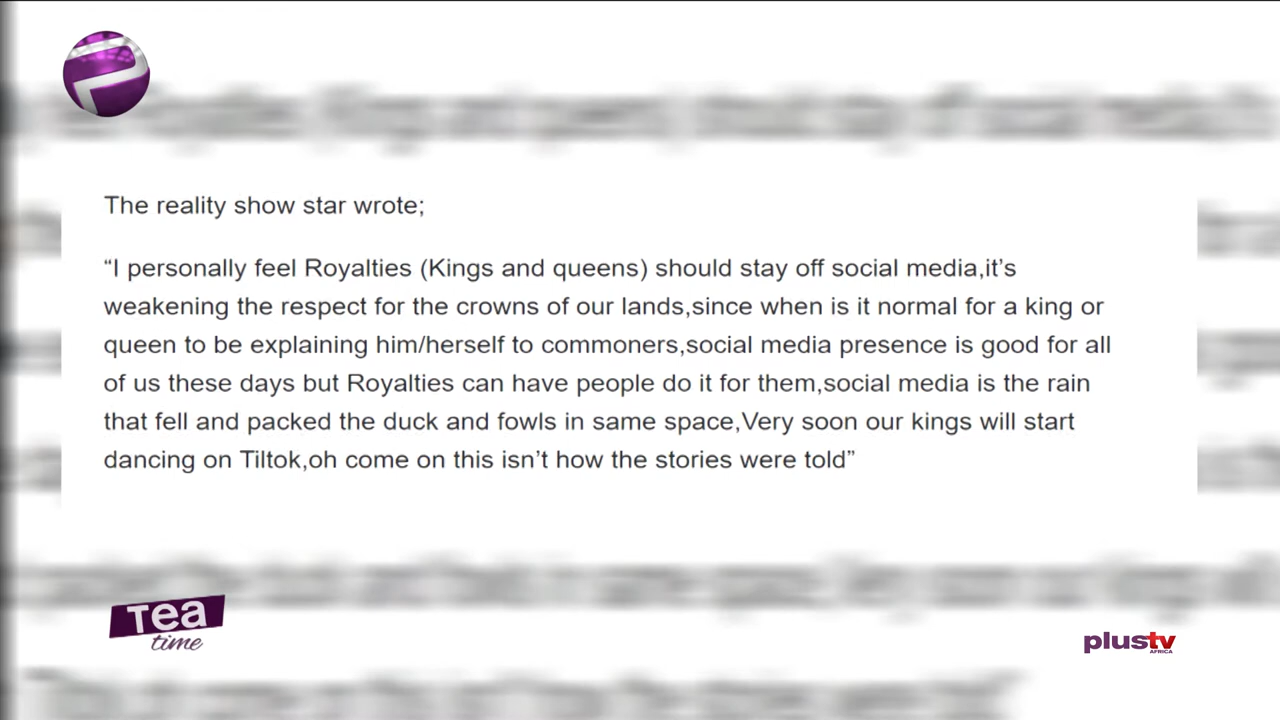 The reality show star wrote;
“I personally feel Royalties (Kings and queens) should stay off social media,it’s
weakening the respect for the crowns of our lands,since when is it normal for a king or
queen to be explaining him/herself to commoners,social media presence is good for all
of us these days but Royalties can have people do it for them,social media is the rain
that fell and packed the duck and fowls in same space,Very soon our kings will start
dancing on Tiltok,oh come on this isn’t how the stories were told”
Tea
time
plustv
AFRICA